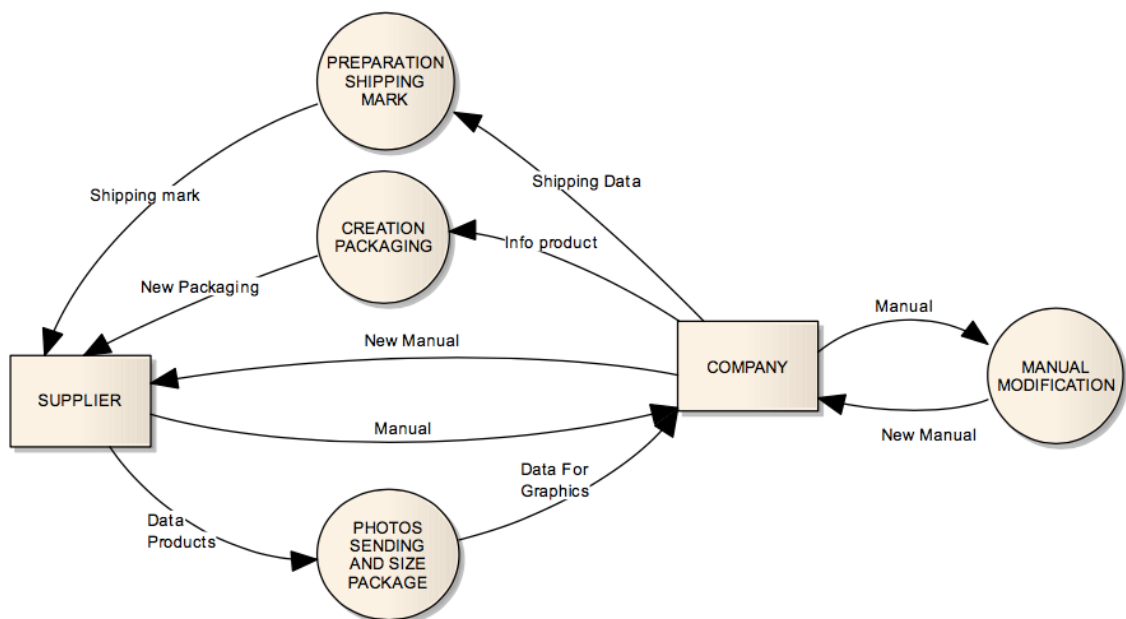 PREPARATION
SHIPPING
MARK
Shipping mark
Shipping Data
CREATION
PACKAGING
Info product
New Packaging
Manual
New Manual
COMPANY
MANUAL
MODIFICATION
SUPPLIER
Manual
New Manual
Data For
Graphics
Data
Products
PHOTOS
SENDING
AND SIZE
PACKAGE